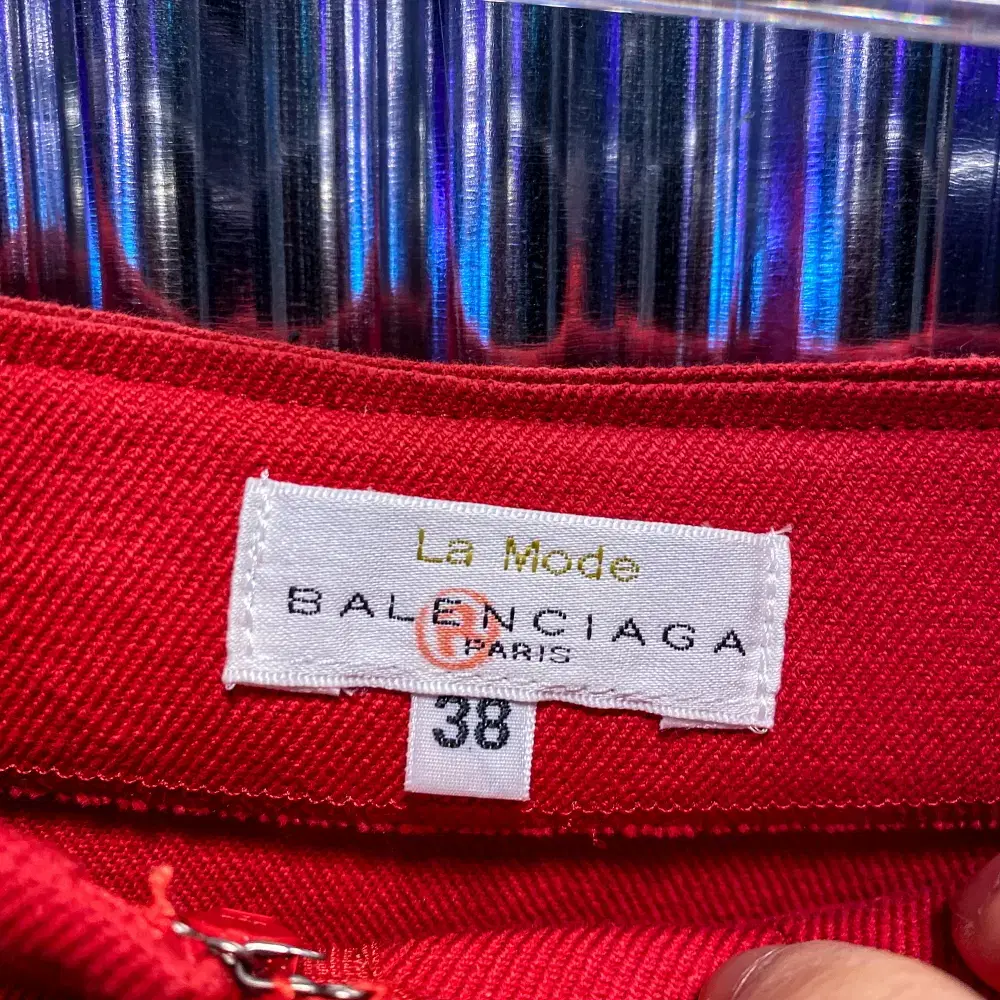 La Mode
BALENCIAGA
PARIS
R
38